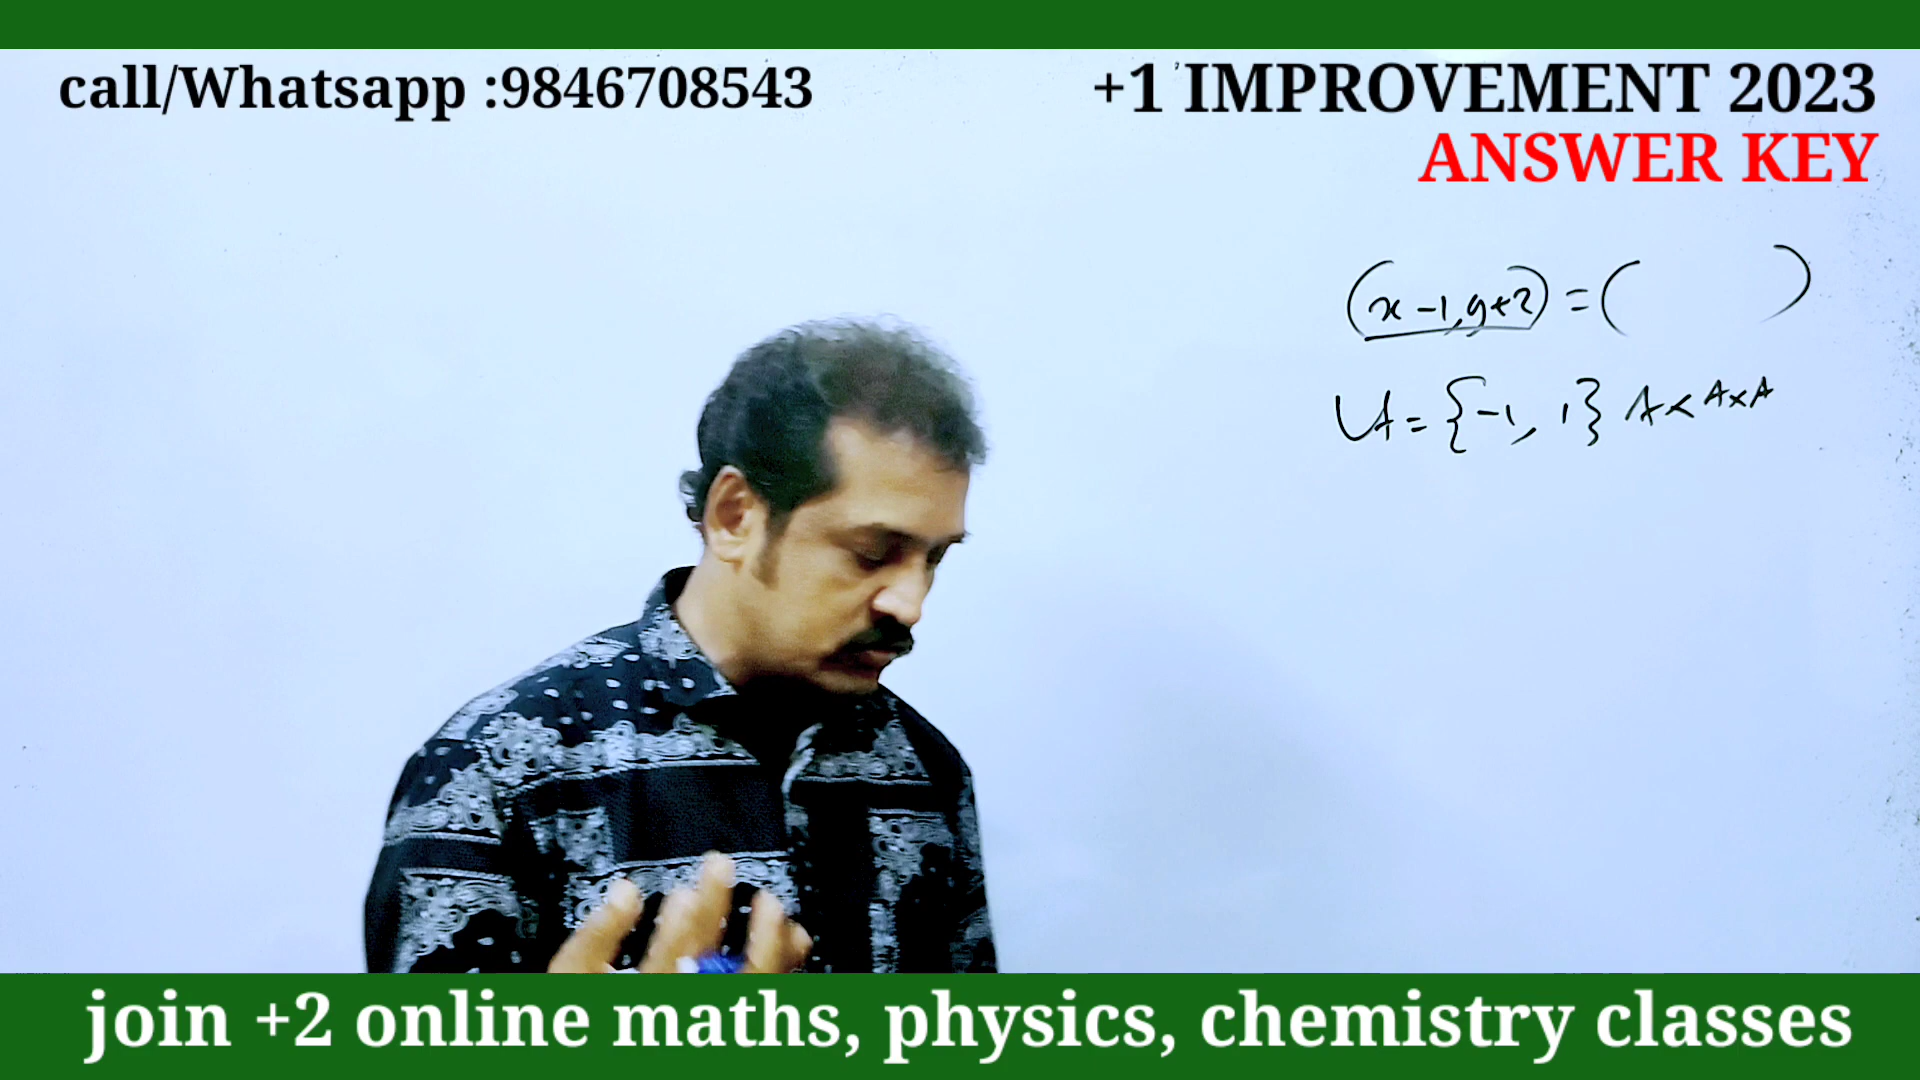 call/Whatsapp :9846708543
+1 IMPROVEMENT 2023
ANSWER KEY
(x-1, y+2) = (     )
A = {-1, 1} A×A×A
join +2 online maths, physics, chemistry classes